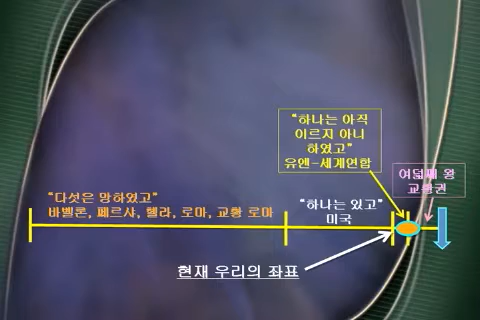 "하나는 아직
이르지 아니
하였고"
유엔-세계연합
여덟째 왕
교황권
"다섯은 망하였고"
바벨론, 페르샤, 헬라, 로마, 교황 로마
"하나는 있고"
미국
현재 우리의 좌표